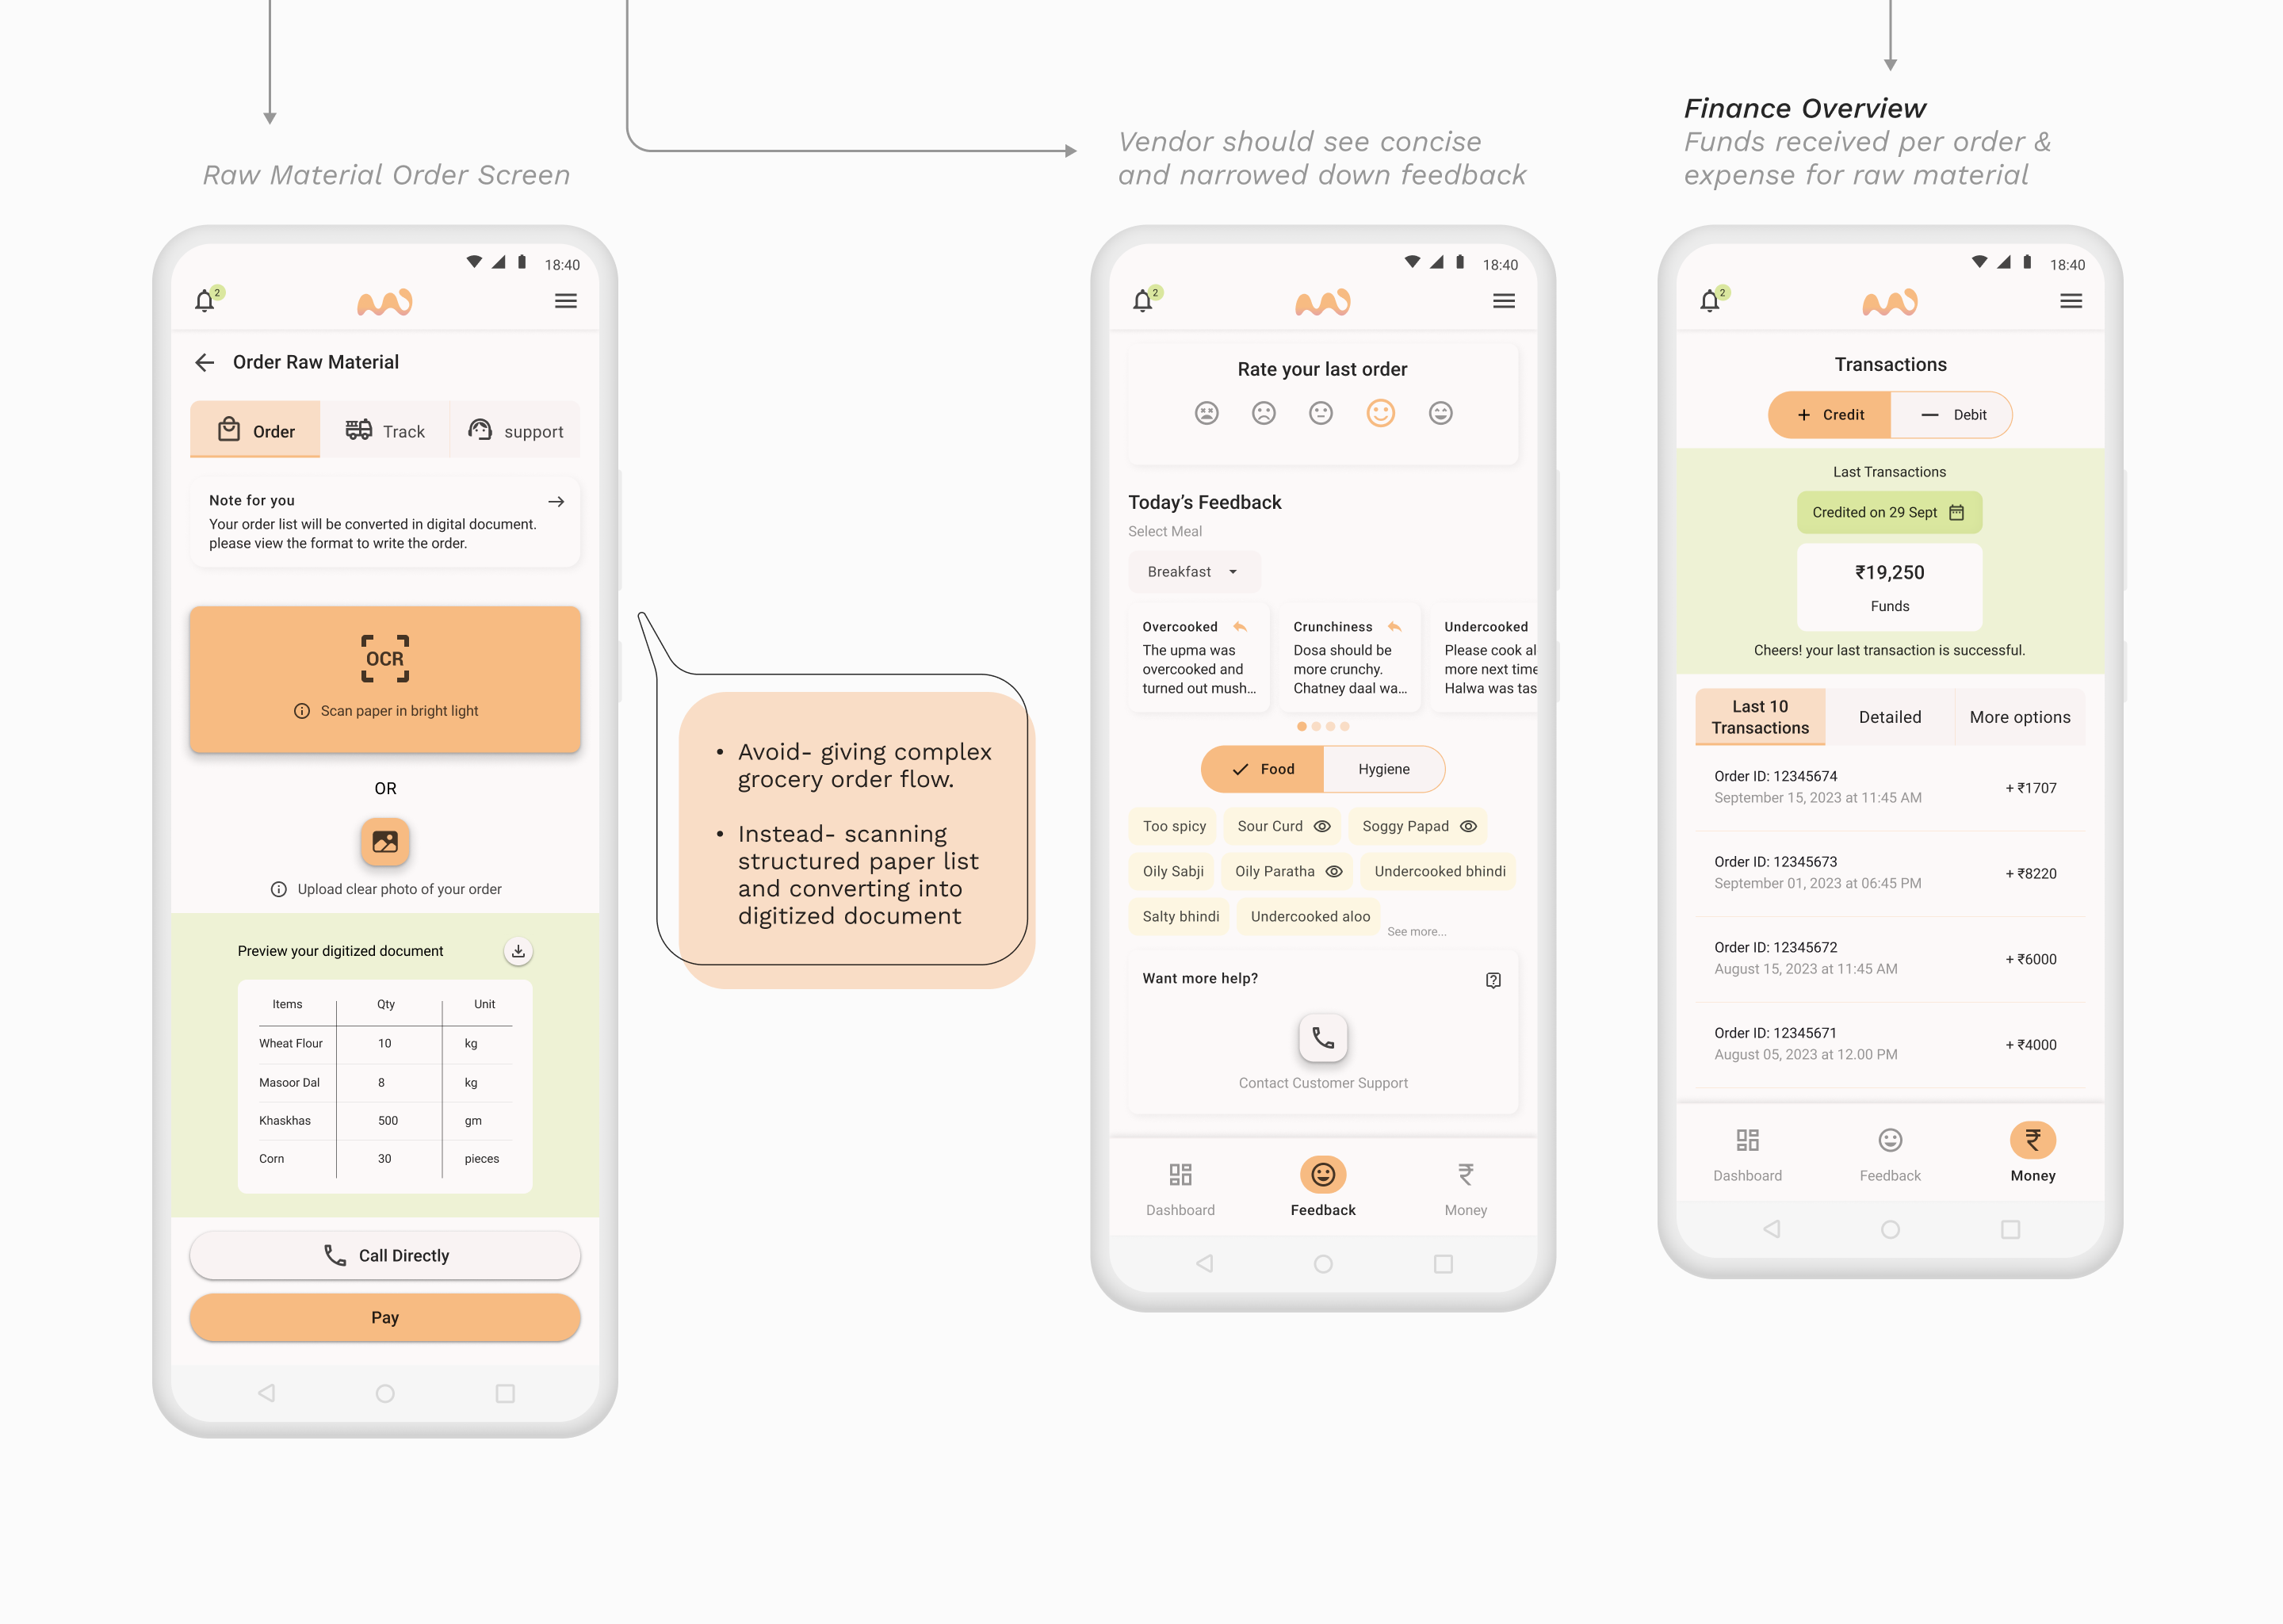 Raw Material Order Screen
18:40
2
Order Raw Material
Order
Track
support
Note for you
Your order list will be converted in digital document.
please view the format to write the order.
OCR
Scan paper in bright light
OR
Upload clear photo of your order
Preview your digitized document
Items Qty Unit
Wheat Flour 10 kg
Masoor Dal 8 kg
Khaskhas 500 gm
Corn 30 pieces
Call Directly
Pay
• Avoid- giving complex
grocery order flow.
• Instead- scanning
structured paper list
and converting into
digitized document
Vendor should see concise
and narrowed down feedback
18:40
2
Rate your last order
Today’s Feedback
Select Meal
Breakfast
Overcooked
The upma was
overcooked and
turned out mush...
Crunchiness
Dosa should be
more crunchy.
Chatney daal wa...
Undercooked
Please cook al
more next time
Halwa was tas
Food
Hygiene
Too spicy
Sour Curd
Soggy Papad
Oily Sabji
Oily Paratha
Undercooked bhindi
Salty bhindi
Undercooked aloo
See more...
Want more help?
Contact Customer Support
Dashboard
Feedback
₹
Money
Finance Overview
Funds received per order &
expense for raw material
18:40
2
Transactions
+ Credit
— Debit
Last Transactions
Credited on 29 Sept
₹19,250
Funds
Cheers! your last transaction is successful.
Last 10
Transactions
Detailed
More options
Order ID: 12345674
September 15, 2023 at 11:45 AM
+ ₹1707
Order ID: 12345673
September 01, 2023 at 06:45 PM
+ ₹8220
Order ID: 12345672
August 15, 2023 at 11:45 AM
+ ₹6000
Order ID: 12345671
August 05, 2023 at 12.00 PM
+ ₹4000
Dashboard
Feedback
₹
Money